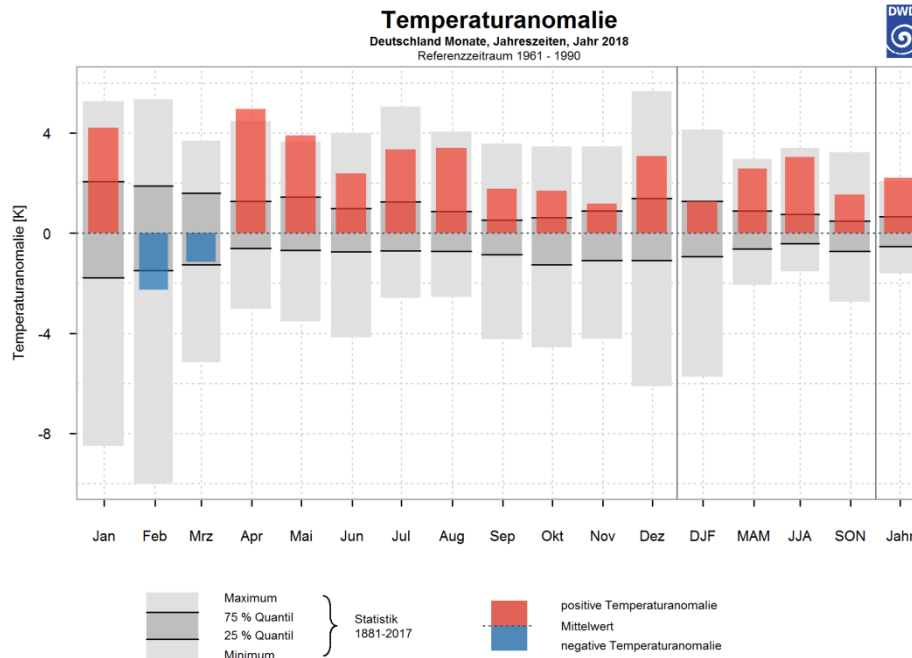 Temperaturanomalie
Deutschland Monate, Jahreszeiten, Jahr 2018
Referenzzeitraum 1961 - 1990
DWD
Temperaturanomalie [K]
4
0
-4
-8
Jan Feb Mrz Apr Mai Jun Jul Aug Sep Okt Nov Dez DJF MAM JJA SON Jahr
Maximum
75 % Quantil
25 % Quantil
Minimum
Statistik
1881-2017
positive Temperaturanomalie
Mittelwert
negative Temperaturanomalie